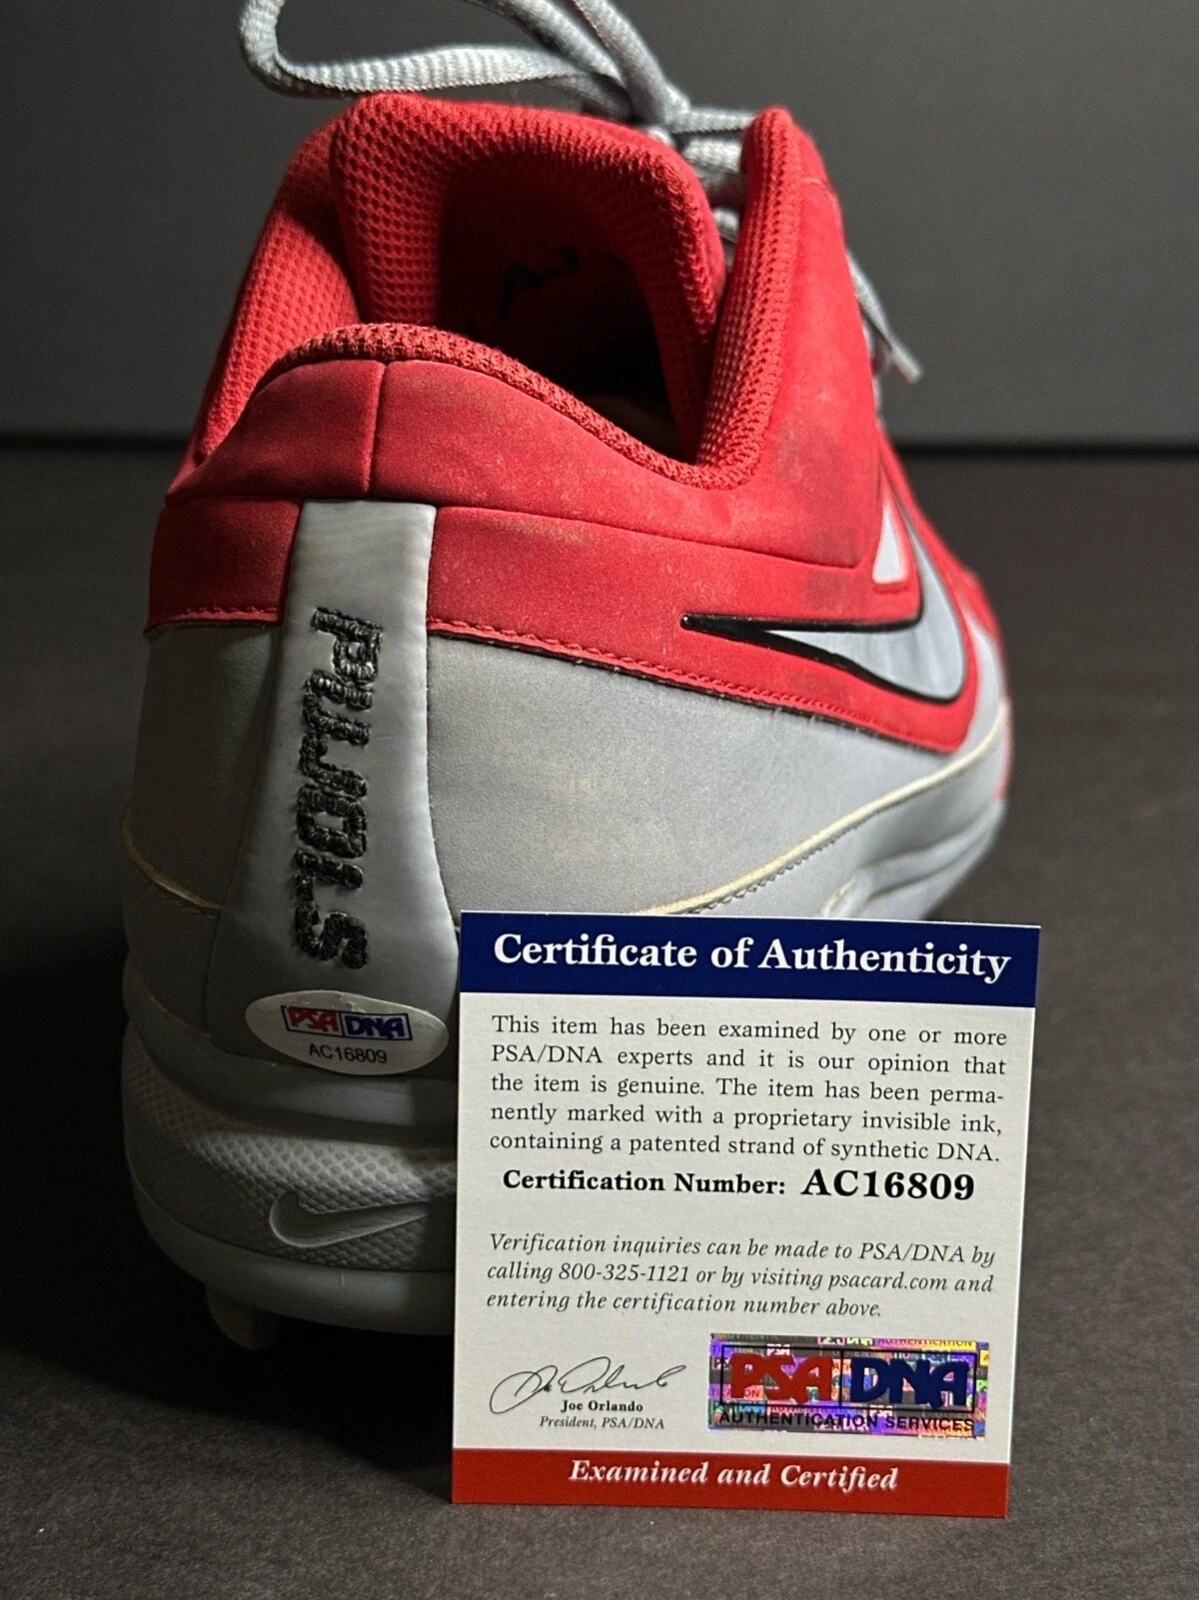 PUJOLS
PSA DNA
AC16809
Certificate of Authenticity
This item has been examined by one or more
PSA/DNA experts and it is our opinion that
the item is genuine. The item has been perma-
nently marked with a proprietary invisible ink,
containing a patented strand of synthetic DNA.
Certification Number: AC16809
Verification inquiries can be made to PSA/DNA by
calling 800-325-1121 or by visiting psacard.com and
entering the certification number above.
Joe Orlando
President, PSA/DNA
PSA DNA
AUTHENTICATION SERVICES
Examined and Certified